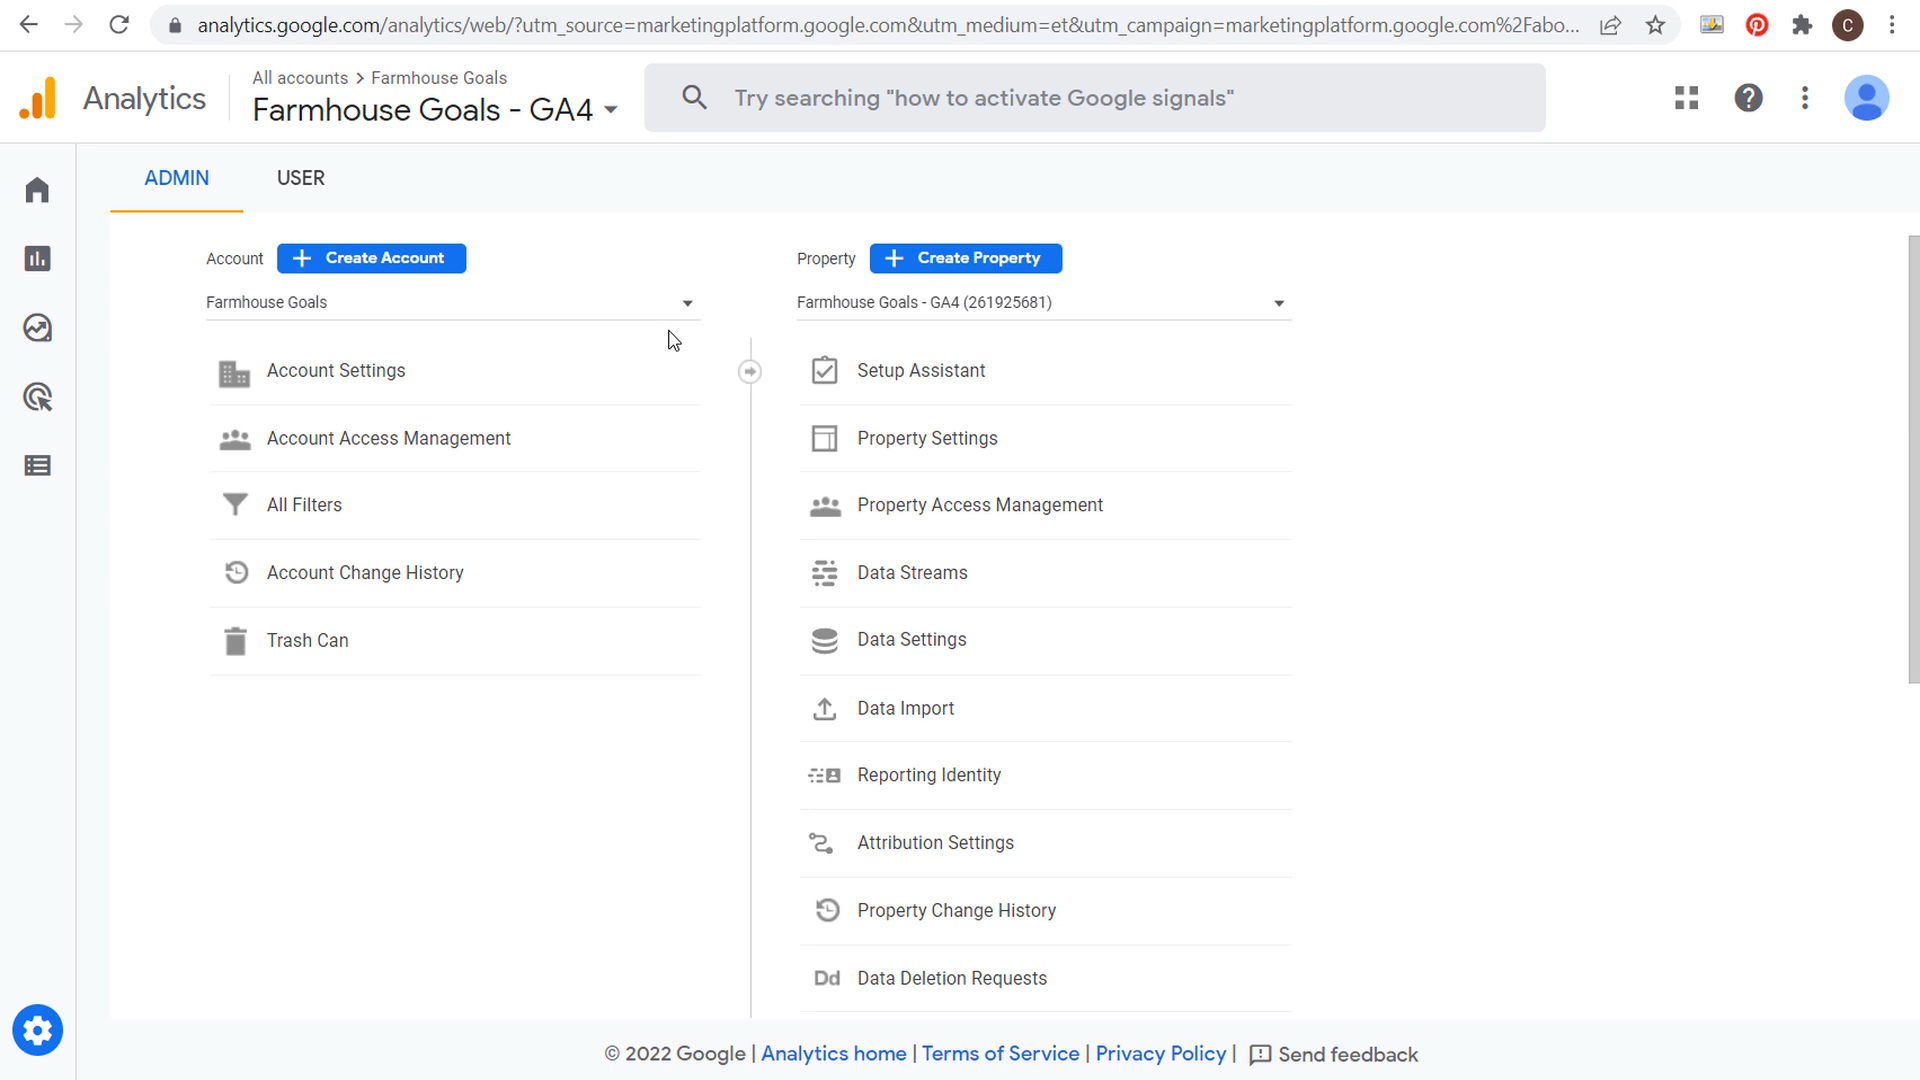 analytics.google.com/analytics/web/?utm_source=marketingplatform.google.com&utm_medium=et&utm_campaign=marketingplatform.google.com%2Fabo...
C
Analytics
All accounts > Farmhouse Goals
Farmhouse Goals - GA4
Try searching "how to activate Google signals"
ADMIN
USER
Account
Create Account
Farmhouse Goals
Account Settings
Account Access Management
All Filters
Account Change History
Trash Can
Property
Create Property
Farmhouse Goals - GA4 (261925681)
Setup Assistant
Property Settings
Property Access Management
Data Streams
Data Settings
Data Import
Reporting Identity
Attribution Settings
Property Change History
Dd Data Deletion Requests
© 2022 Google | Analytics home | Terms of Service | Privacy Policy | Send feedback